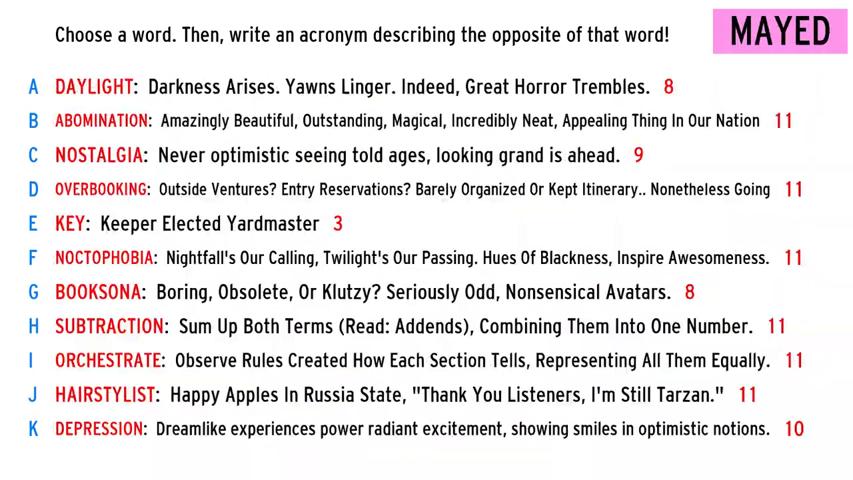 Choose a word. Then, write an acronym describing the opposite of that word!
MAYED
A DAYLIGHT: Darkness Arises. Yawns Linger. Indeed, Great Horror Trembles. 8
B ABOMINATION: Amazingly Beautiful, Outstanding, Magical, Incredibly Neat, Appealing Thing In Our Nation 11
C NOSTALGIA: Never optimistic seeing told ages, looking grand is ahead. 9
D OVERBOOKING: Outside Ventures? Entry Reservations? Barely Organized Or Kept Itinerary.. Nonetheless Going 11
E KEY: Keeper Elected Yardmaster 3
F NOCTOPHOBIA: Nightfall's Our Calling, Twilight's Our Passing. Hues Of Blackness, Inspire Awesomeness. 11
G BOOKSONA: Boring, Obsolete, Or Klutzy? Seriously Odd, Nonsensical Avatars. 8
H SUBTRACTION: Sum Up Both Terms (Read: Addends), Combining Them Into One Number. 11
I ORCHESTRATE: Observe Rules Created How Each Section Tells, Representing All Them Equally. 11
J HAIRSTYLIST: Happy Apples In Russia State, "Thank You Listeners, I'm Still Tarzan." 11
K DEPRESSION: Dreamlike experiences power radiant excitement, showing smiles in optimistic notions. 10